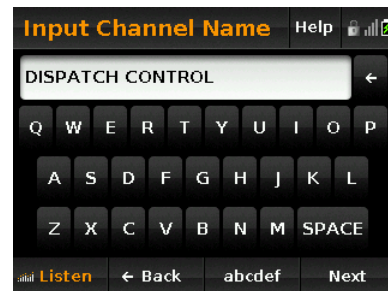 Input Channel Name Help
DISPATCH CONTROL ←
Q W E R T Y U I O P
A S D F G H J K L
Z X C V B N M SPACE
Listen ← Back abcdef Next